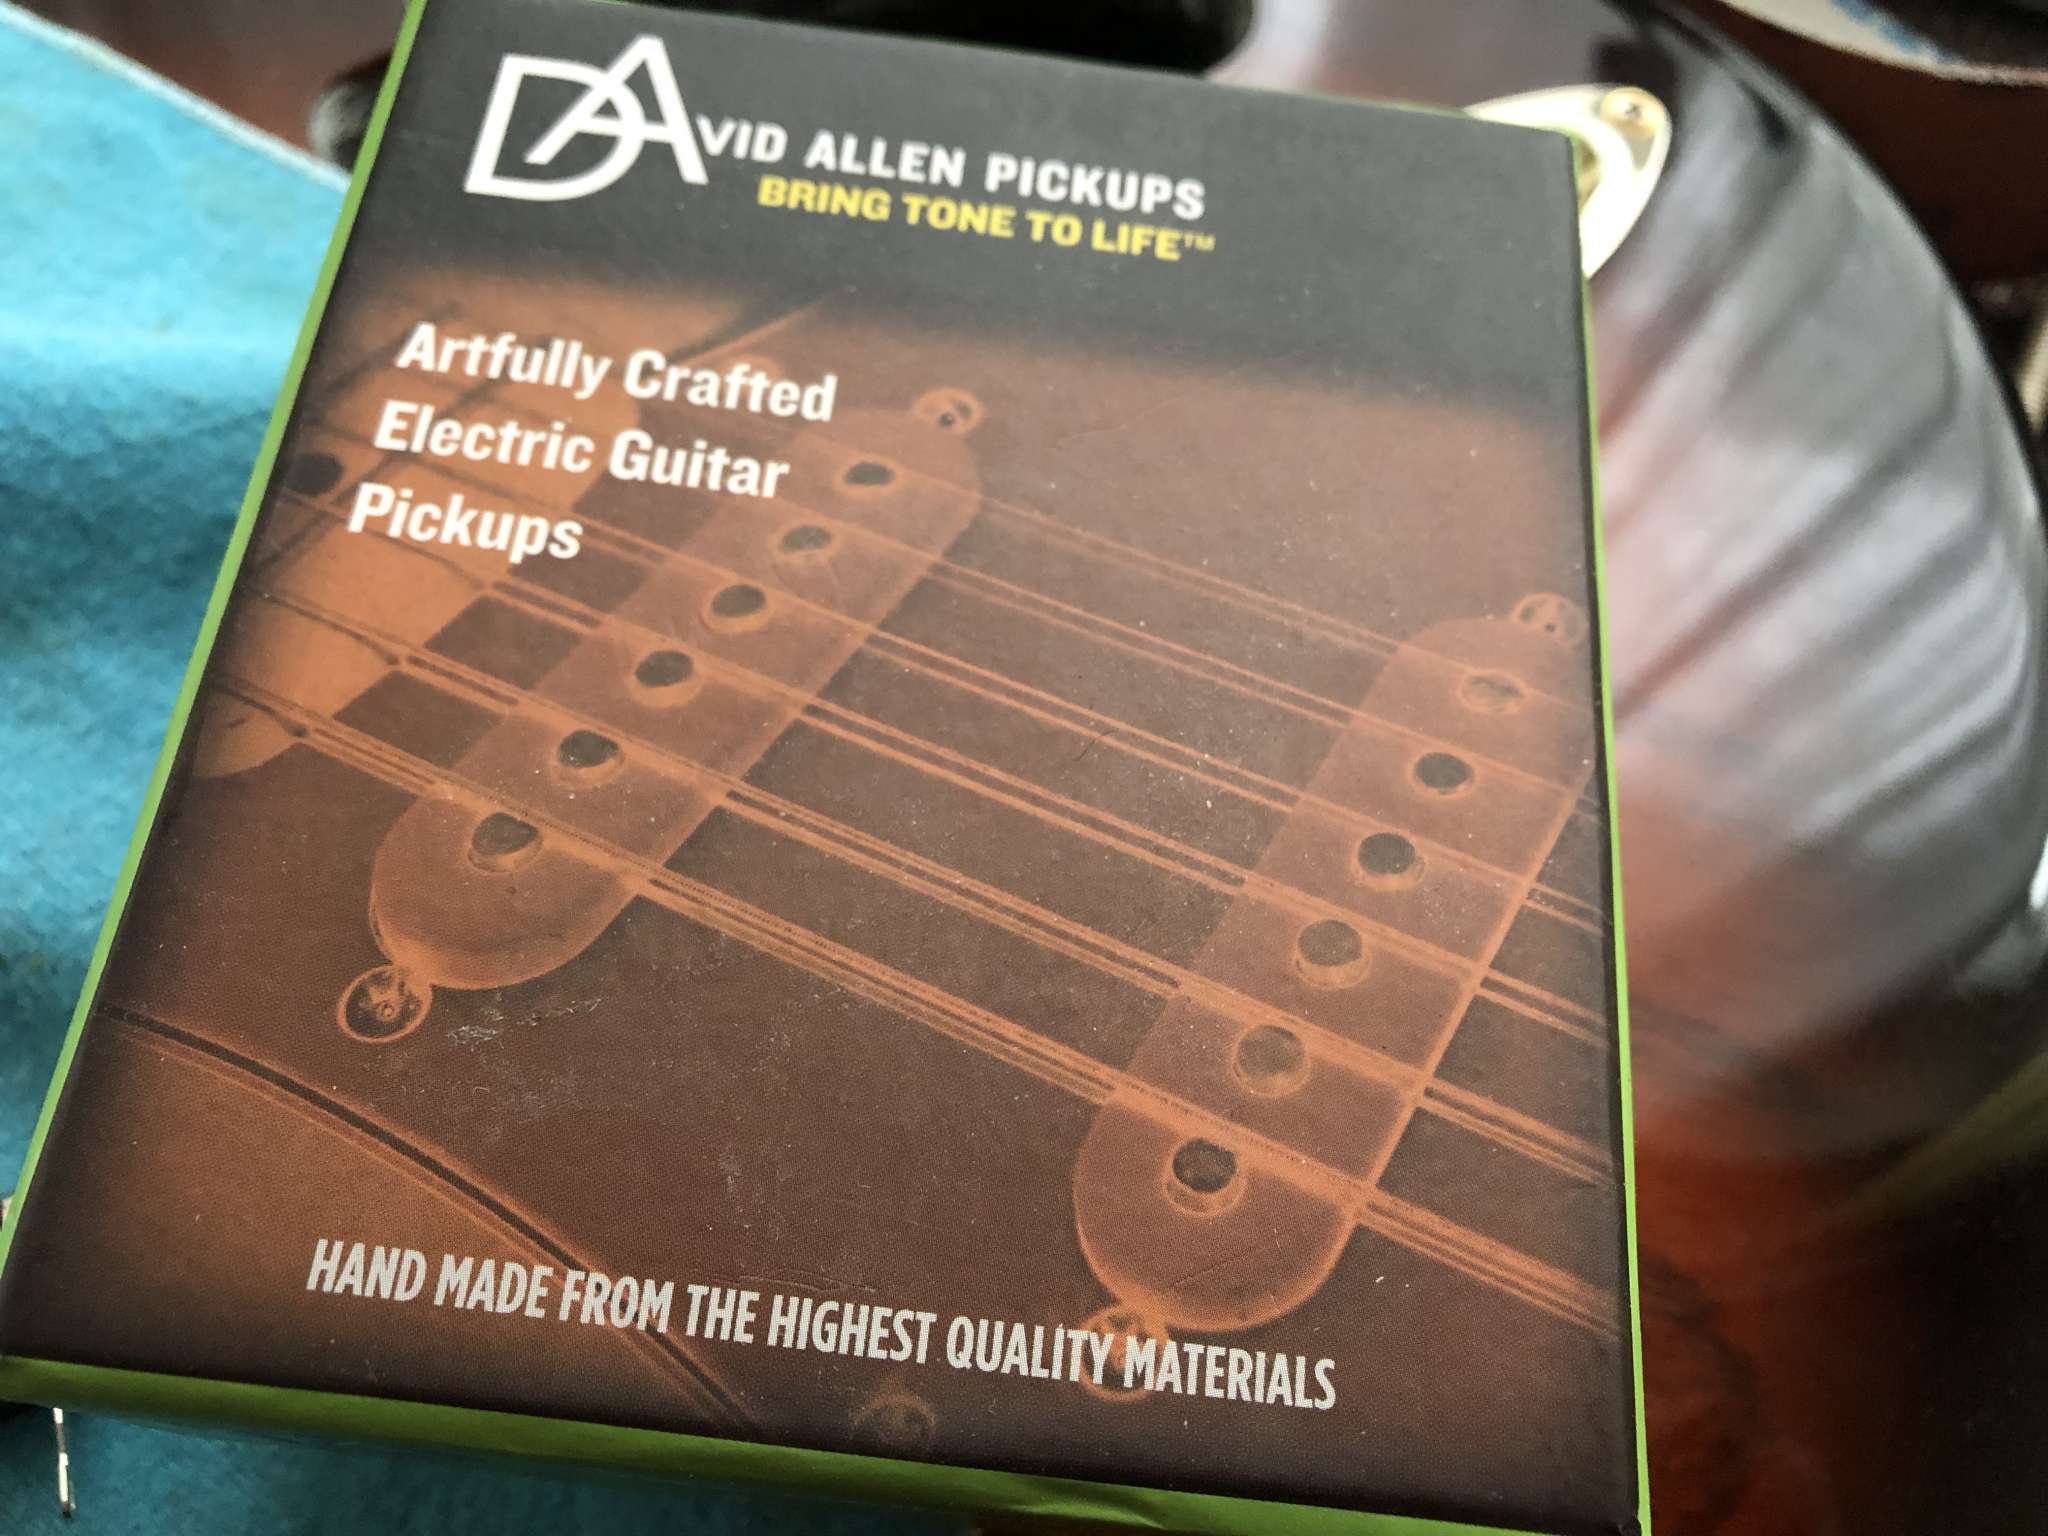 DAVID ALLEN PICKUPS
BRING TONE TO LIFE™
Artfully Crafted
Electric Guitar
Pickups
HAND MADE FROM THE HIGHEST QUALITY MATERIALS